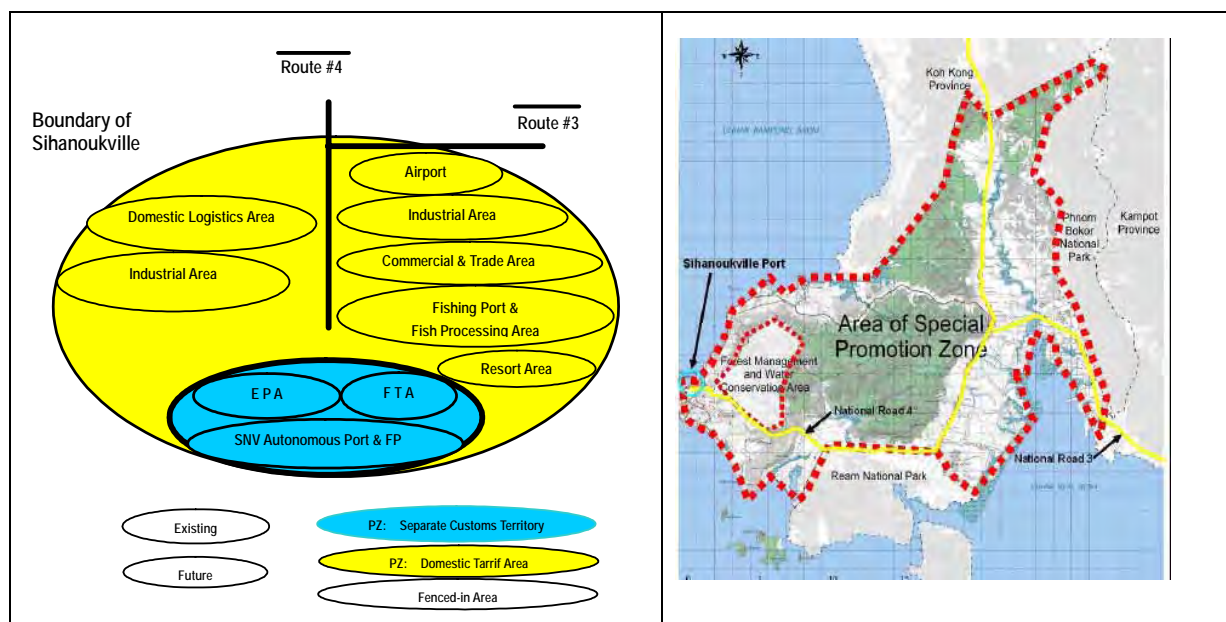 Route #4
Route #3
Boundary of
Sihanoukville
Airport
Domestic Logistics Area
Industrial Area
Industrial Area
Commercial & Trade Area
Fishing Port &
Fish Processing Area
Resort Area
E P A
F T A
SNV Autonomous Port & FP
Existing
Future
PZ: Separate Customs Territory
PZ: Domestic Tarrif Area
Fenced-in Area
Koh Kong
Province
Phnom
Bokor
National
Park
Kampot
Province
Sihanoukville Port
Area of Special
Promotion Zone
Forest Management
and Water
Conservation Area
National Road 4
National Road 3
Ream National Park